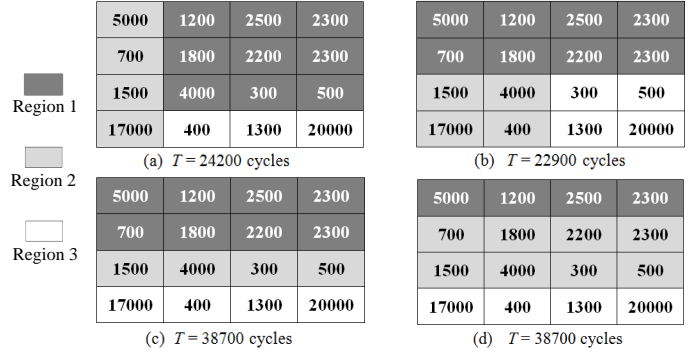 5000 1200 2500 2300
700 1800 2200 2300
1500 4000 300 500
17000 400 1300 20000
(a) T = 24200 cycles
5000 1200 2500 2300
700 1800 2200 2300
1500 4000 300 500
17000 400 1300 20000
(b) T = 22900 cycles
Region 1
Region 2
Region 3
5000 1200 2500 2300
700 1800 2200 2300
1500 4000 300 500
17000 400 1300 20000
(c) T = 38700 cycles
5000 1200 2500 2300
700 1800 2200 2300
1500 4000 300 500
17000 400 1300 20000
(d) T = 38700 cycles